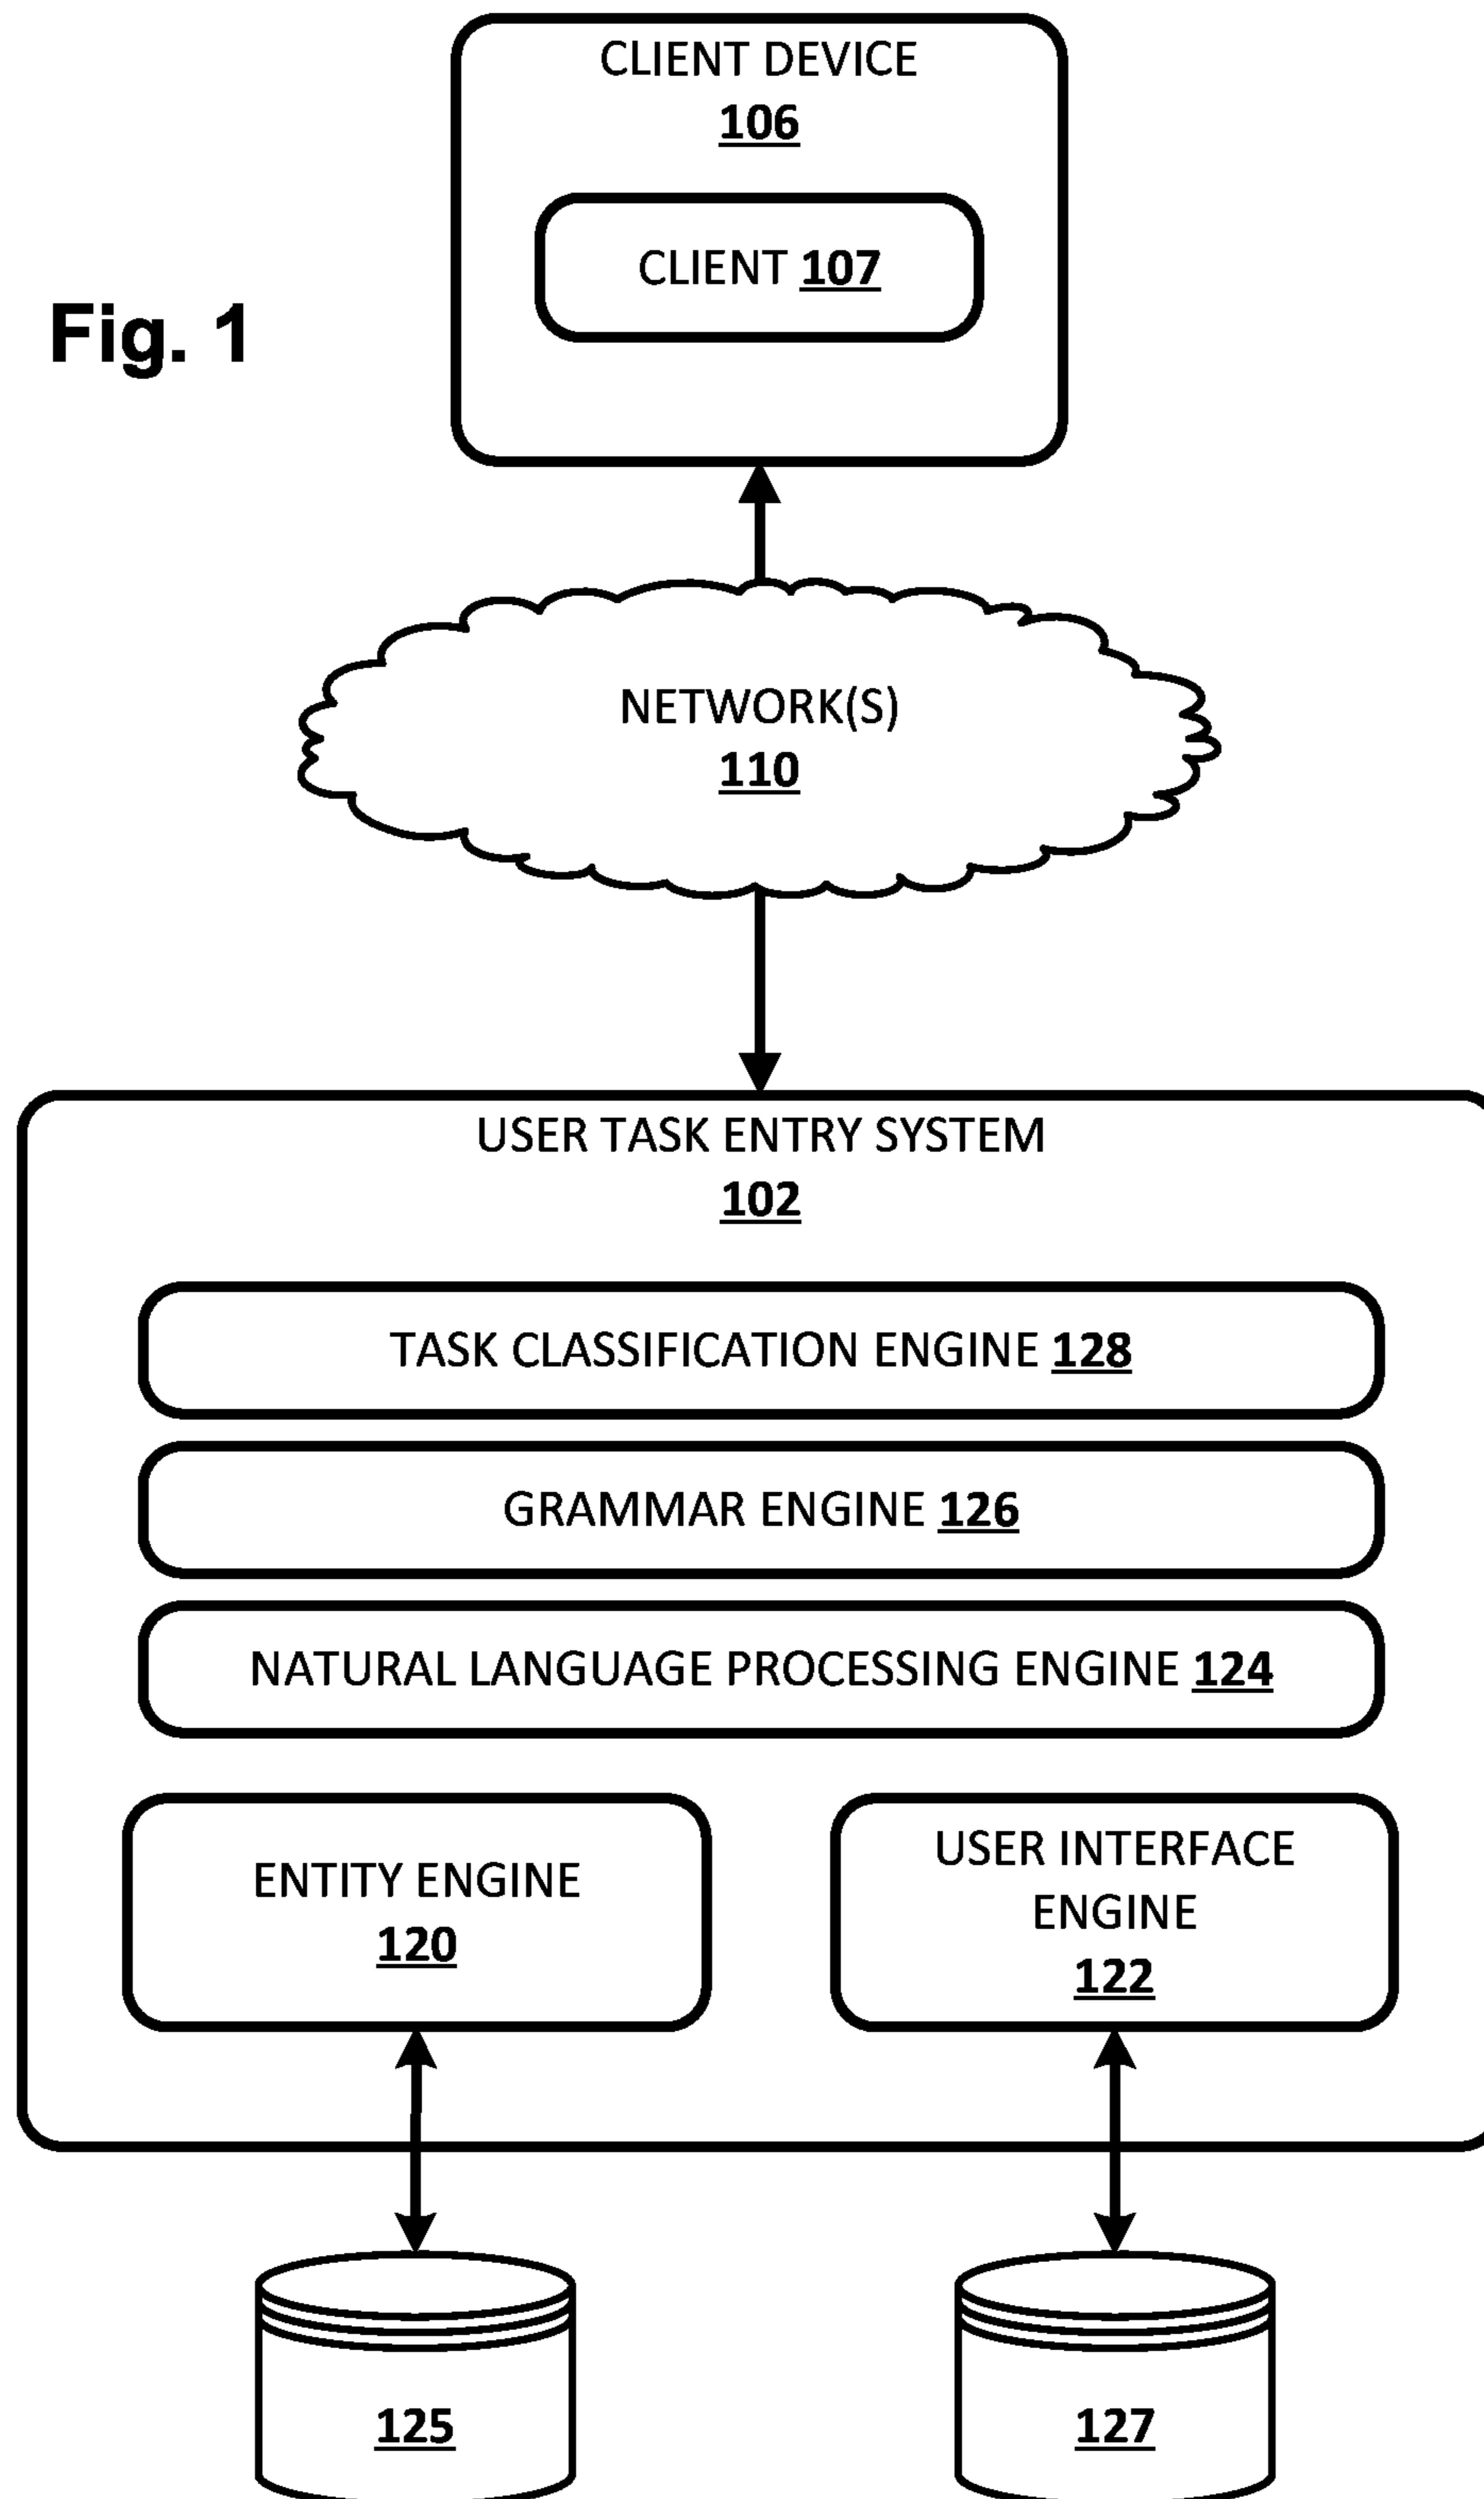 CLIENT DEVICE
106
CLIENT 107
Fig. 1
NETWORK(S)
110
USER TASK ENTRY SYSTEM
102
TASK CLASSIFICATION ENGINE 128
GRAMMAR ENGINE 126
NATURAL LANGUAGE PROCESSING ENGINE 124
ENTITY ENGINE
120
USER INTERFACE
ENGINE
122
125
127